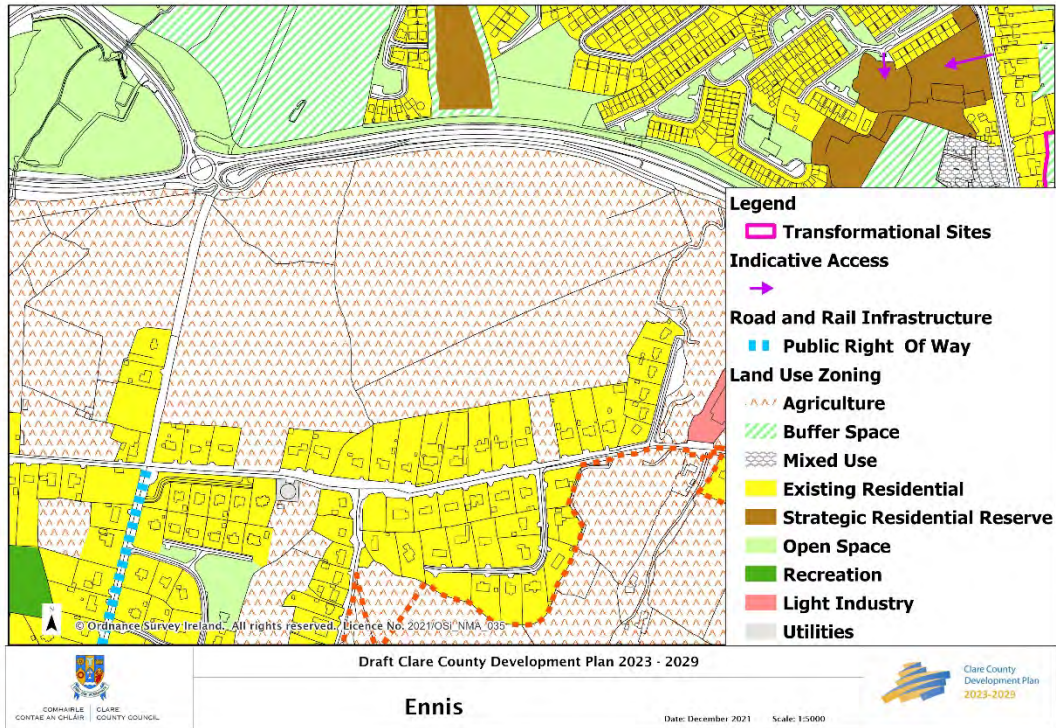 Legend
Transformational Sites
Indicative Access
Road and Rail Infrastructure
Public Right Of Way
Land Use Zoning
Agriculture
Buffer Space
Mixed Use
Existing Residential
Strategic Residential Reserve
Open Space
Recreation
Light Industry
Utilities
N
© Ordnance Survey Ireland. All rights reserved. Licence No. 2021/OSi_NMA_035
COMHAIRLE
CONTAE AN CHLÁIR
CLARE
COUNTY COUNCIL
Draft Clare County Development Plan 2023 - 2029
Ennis
Date: December 2021 Scale: 1:5000
Clare County
Development Plan
2023-2029